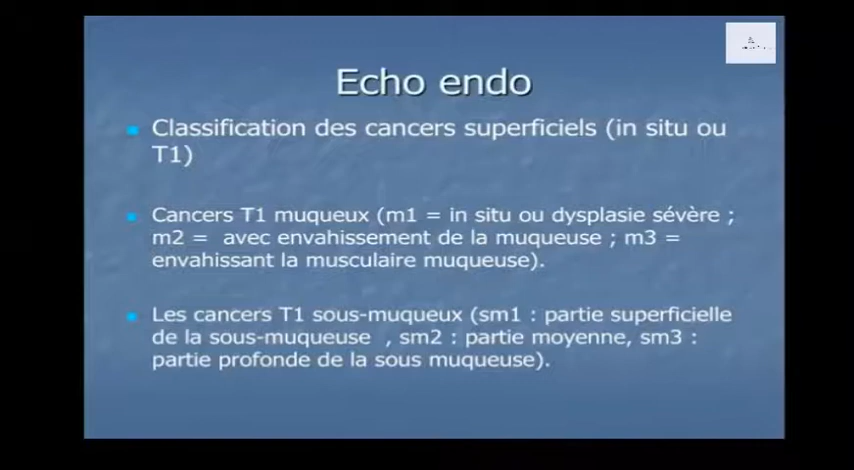 Echo endo
Classification des cancers superficiels (in situ ou
T1)
Cancers T1 muqueux (m1 = in situ ou dysplasie sévère ;
m2 = avec envahissement de la muqueuse ; m3 =
envahissant la musculaire muqueuse).
Les cancers T1 sous-muqueux (sm1 : partie superficielle
de la sous-muqueuse , sm2 : partie moyenne, sm3 :
partie profonde de la sous muqueuse).